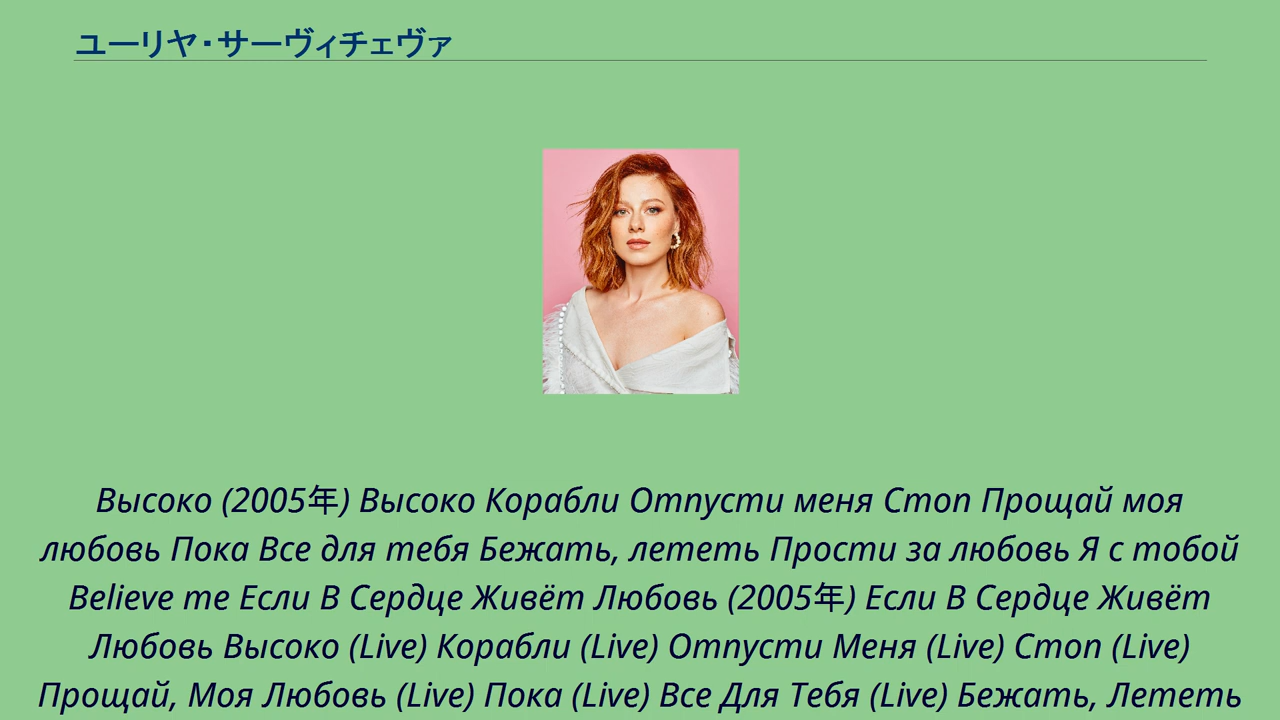 ユーリヤ・サーヴィチェヴァ
Высоко (2005年) Высоко Корабли Отпусти меня Стоп Прощай моя
любовь Пока Все для тебя Бежать, лететь Прости за любовь Я с тобой
Believe me Если В Сердце Живёт Любовь (2005年) Если В Сердце Живёт
Любовь Высоко (Live) Корабли (Live) Отпусти Меня (Live) Стоп (Live)
Прощай, Моя Любовь (Live) Пока (Live) Все Для Тебя (Live) Бежать, Лететь